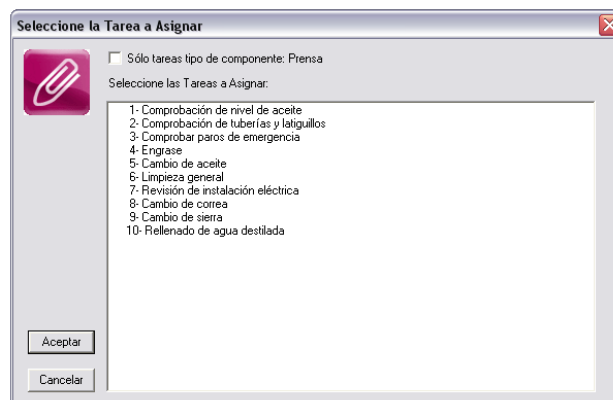 Seleccione la Tarea a Asignar
Sólo tareas tipo de componente: Prensa
Seleccione las Tareas a Asignar:
1- Comprobación de nivel de aceite
2- Comprobación de tuberías y latiguillos
3- Comprobar paros de emergencia
4- Engrase
5- Cambio de aceite
6- Limpieza general
7- Revisión de instalación eléctrica
8- Cambio de correa
9- Cambio de sierra
10- Rellenado de agua destilada
Aceptar
Cancelar